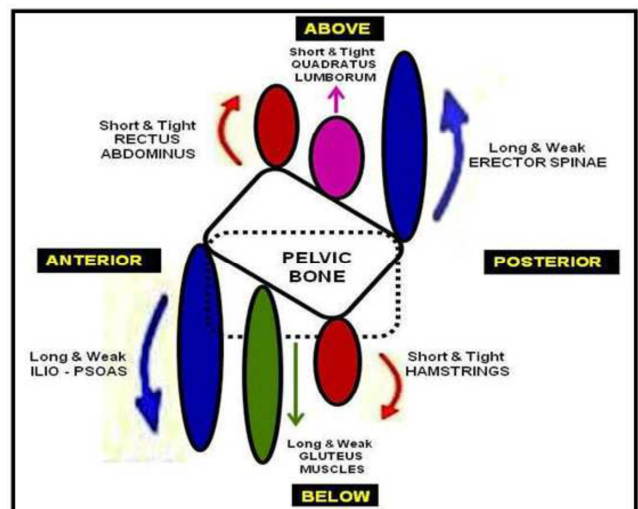 ABOVE
Short & Tight
QUADRATUS
LUMBORUM
Short & Tight
RECTUS
ABDOMINUS
Long & Weak
ERECTOR SPINAE
ANTERIOR
PELVIC
BONE
POSTERIOR
Long & Weak
ILIO - PSOAS
Short & Tight
HAMSTRINGS
Long & Weak
GLUTEUS
MUSCLES
BELOW